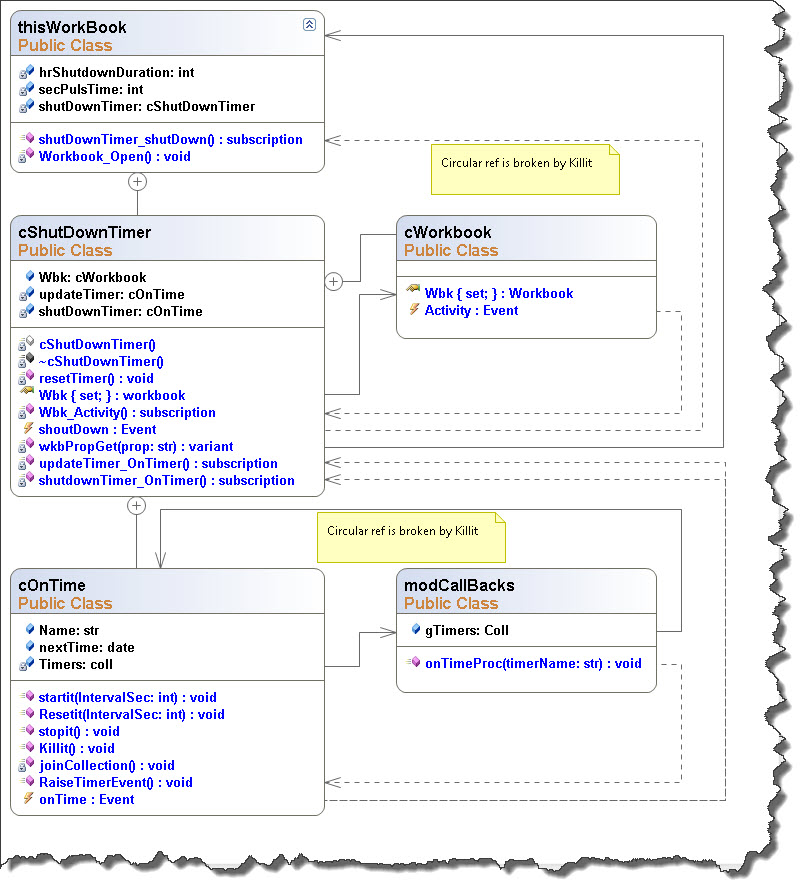 thisWorkBook
Public Class
hrShutdownDuration: int
secPulsTime: int
shutDownTimer: cShutDownTimer
shutDownTimer_shutDown() : subscription
Workbook_Open() : void
Circular ref is broken by Killit
cShutDownTimer
Public Class
Wbk: cWorkbook
updateTimer: cOnTime
shutDownTimer: cOnTime
cShutDownTimer()
~cShutDownTimer()
resetTimer() : void
Wbk { set; } : workbook
Wbk_Activity() : subscription
shoutDown : Event
wkbPropGet(prop: str) : variant
updateTimer_OnTimer() : subscription
shutdownTimer_OnTimer() : subscription
cWorkbook
Public Class
Wbk { set; } : Workbook
Activity : Event
Circular ref is broken by Killit
cOnTime
Public Class
Name: str
nextTime: date
Timers: coll
startit(IntervalSec: int) : void
Resetit(IntervalSec: int) : void
stopit() : void
Killit() : void
joinCollection() : void
RaiseTimerEvent() : void
onTime : Event
modCallBacks
Public Class
gTimers: Coll
onTimeProc(timerName: str) : void